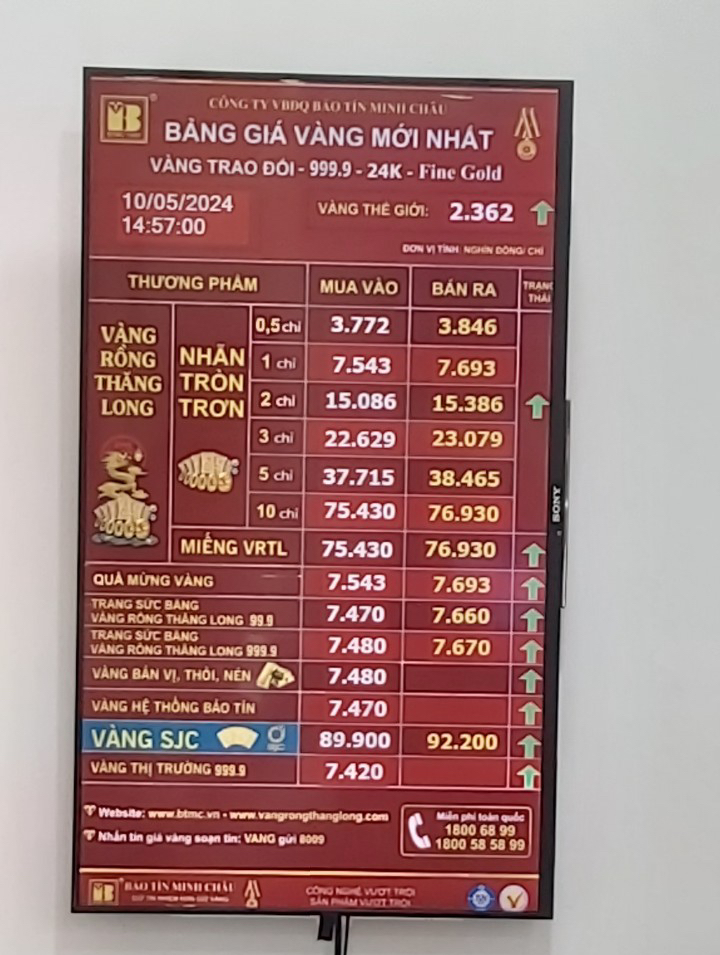 CÔNG TY VBĐQ BẢO TÍN MINH CHÂU
BẢNG GIÁ VÀNG MỚI NHẤT
VÀNG TRAO ĐỔI - 999.9 - 24K - Fine Gold
10/05/2024
14:57:00
VÀNG THẾ GIỚI: 2.362
ĐƠN VỊ TÍNH: NGHÌN ĐỒNG/ CHỈ
THƯƠNG PHẨM MUA VÀO BÁN RA TRẠNG THÁI
VÀNG RỒNG THĂNG LONG
NHẪN TRÒN TRƠN
0,5 chỉ 3.772 3.846
1 chỉ 7.543 7.693
2 chỉ 15.086 15.386
3 chỉ 22.629 23.079
5 chỉ 37.715 38.465
10 chỉ 75.430 76.930
MIẾNG VRTL 75.430 76.930
QUÀ MỪNG VÀNG 7.543 7.693
TRANG SỨC BẰNG
VÀNG RỒNG THĂNG LONG 99.9 7.470 7.660
TRANG SỨC BẰNG
VÀNG RỒNG THĂNG LONG 999.9 7.480 7.670
VÀNG BẢN VỊ, THỎI, NÉN 7.480
VÀNG HỆ THỐNG BẢO TÍN 7.470
VÀNG SJC SJC 89.900 92.200
VÀNG THỊ TRƯỜNG 999.9 7.420
Website: www.btmc.vn - www.vangrongthanglong.com
Nhắn tin giá vàng soạn tin: VANG gửi 8009
Miễn phí toàn quốc
1800 68 99
1800 58 58 99
BẢO TÍN MINH CHÂU
GIỮ TÍN NHIỆM HƠN GIỮ VÀNG
CÔNG NGHỆ VƯỢT TRỘI
SẢN PHẨM VƯỢT TRỘI
SONY